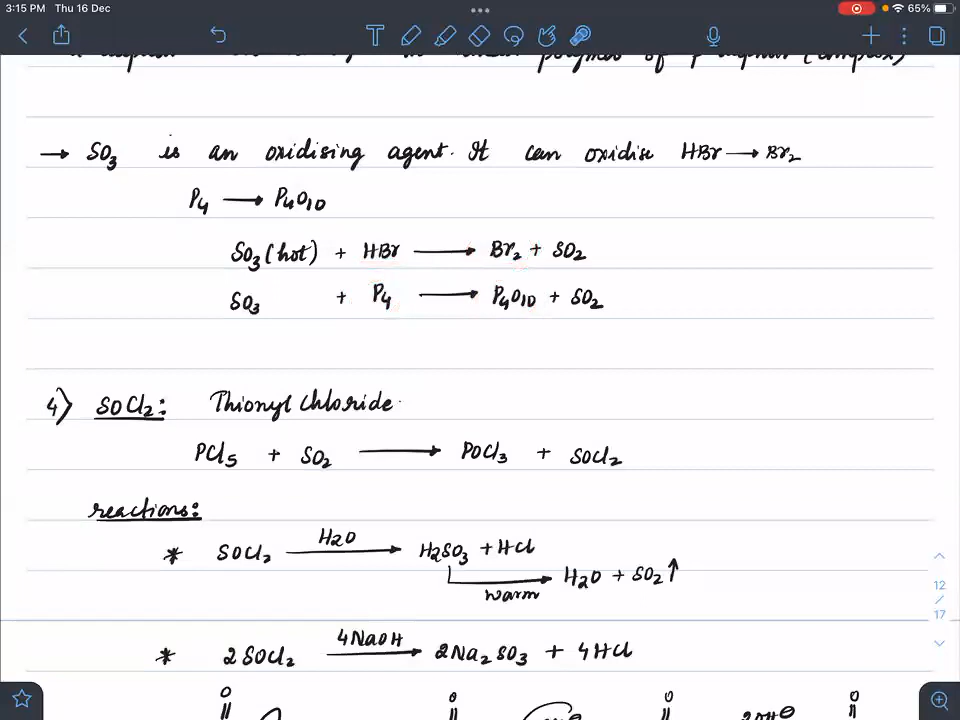 3:15 PM Thu 16 Dec
65%
polymer of
→ SO3 is an oxidising agent. It can oxidise HBr → Br2
P4 → P4O10
SO3(hot) + HBr → Br2 + SO2
SO3 + P4 → P4O10 + SO2
4) SOCl2: Thionyl Chloride.
PCl5 + SO2 → POCl3 + SOCl2
reactions:
* SOCl2 H2O → H2SO3 + HCl
warm → H2O + SO2↑
* 2SOCl2 4NaOH → 2Na2SO3 + 4HCl
O O O O
12
/
17